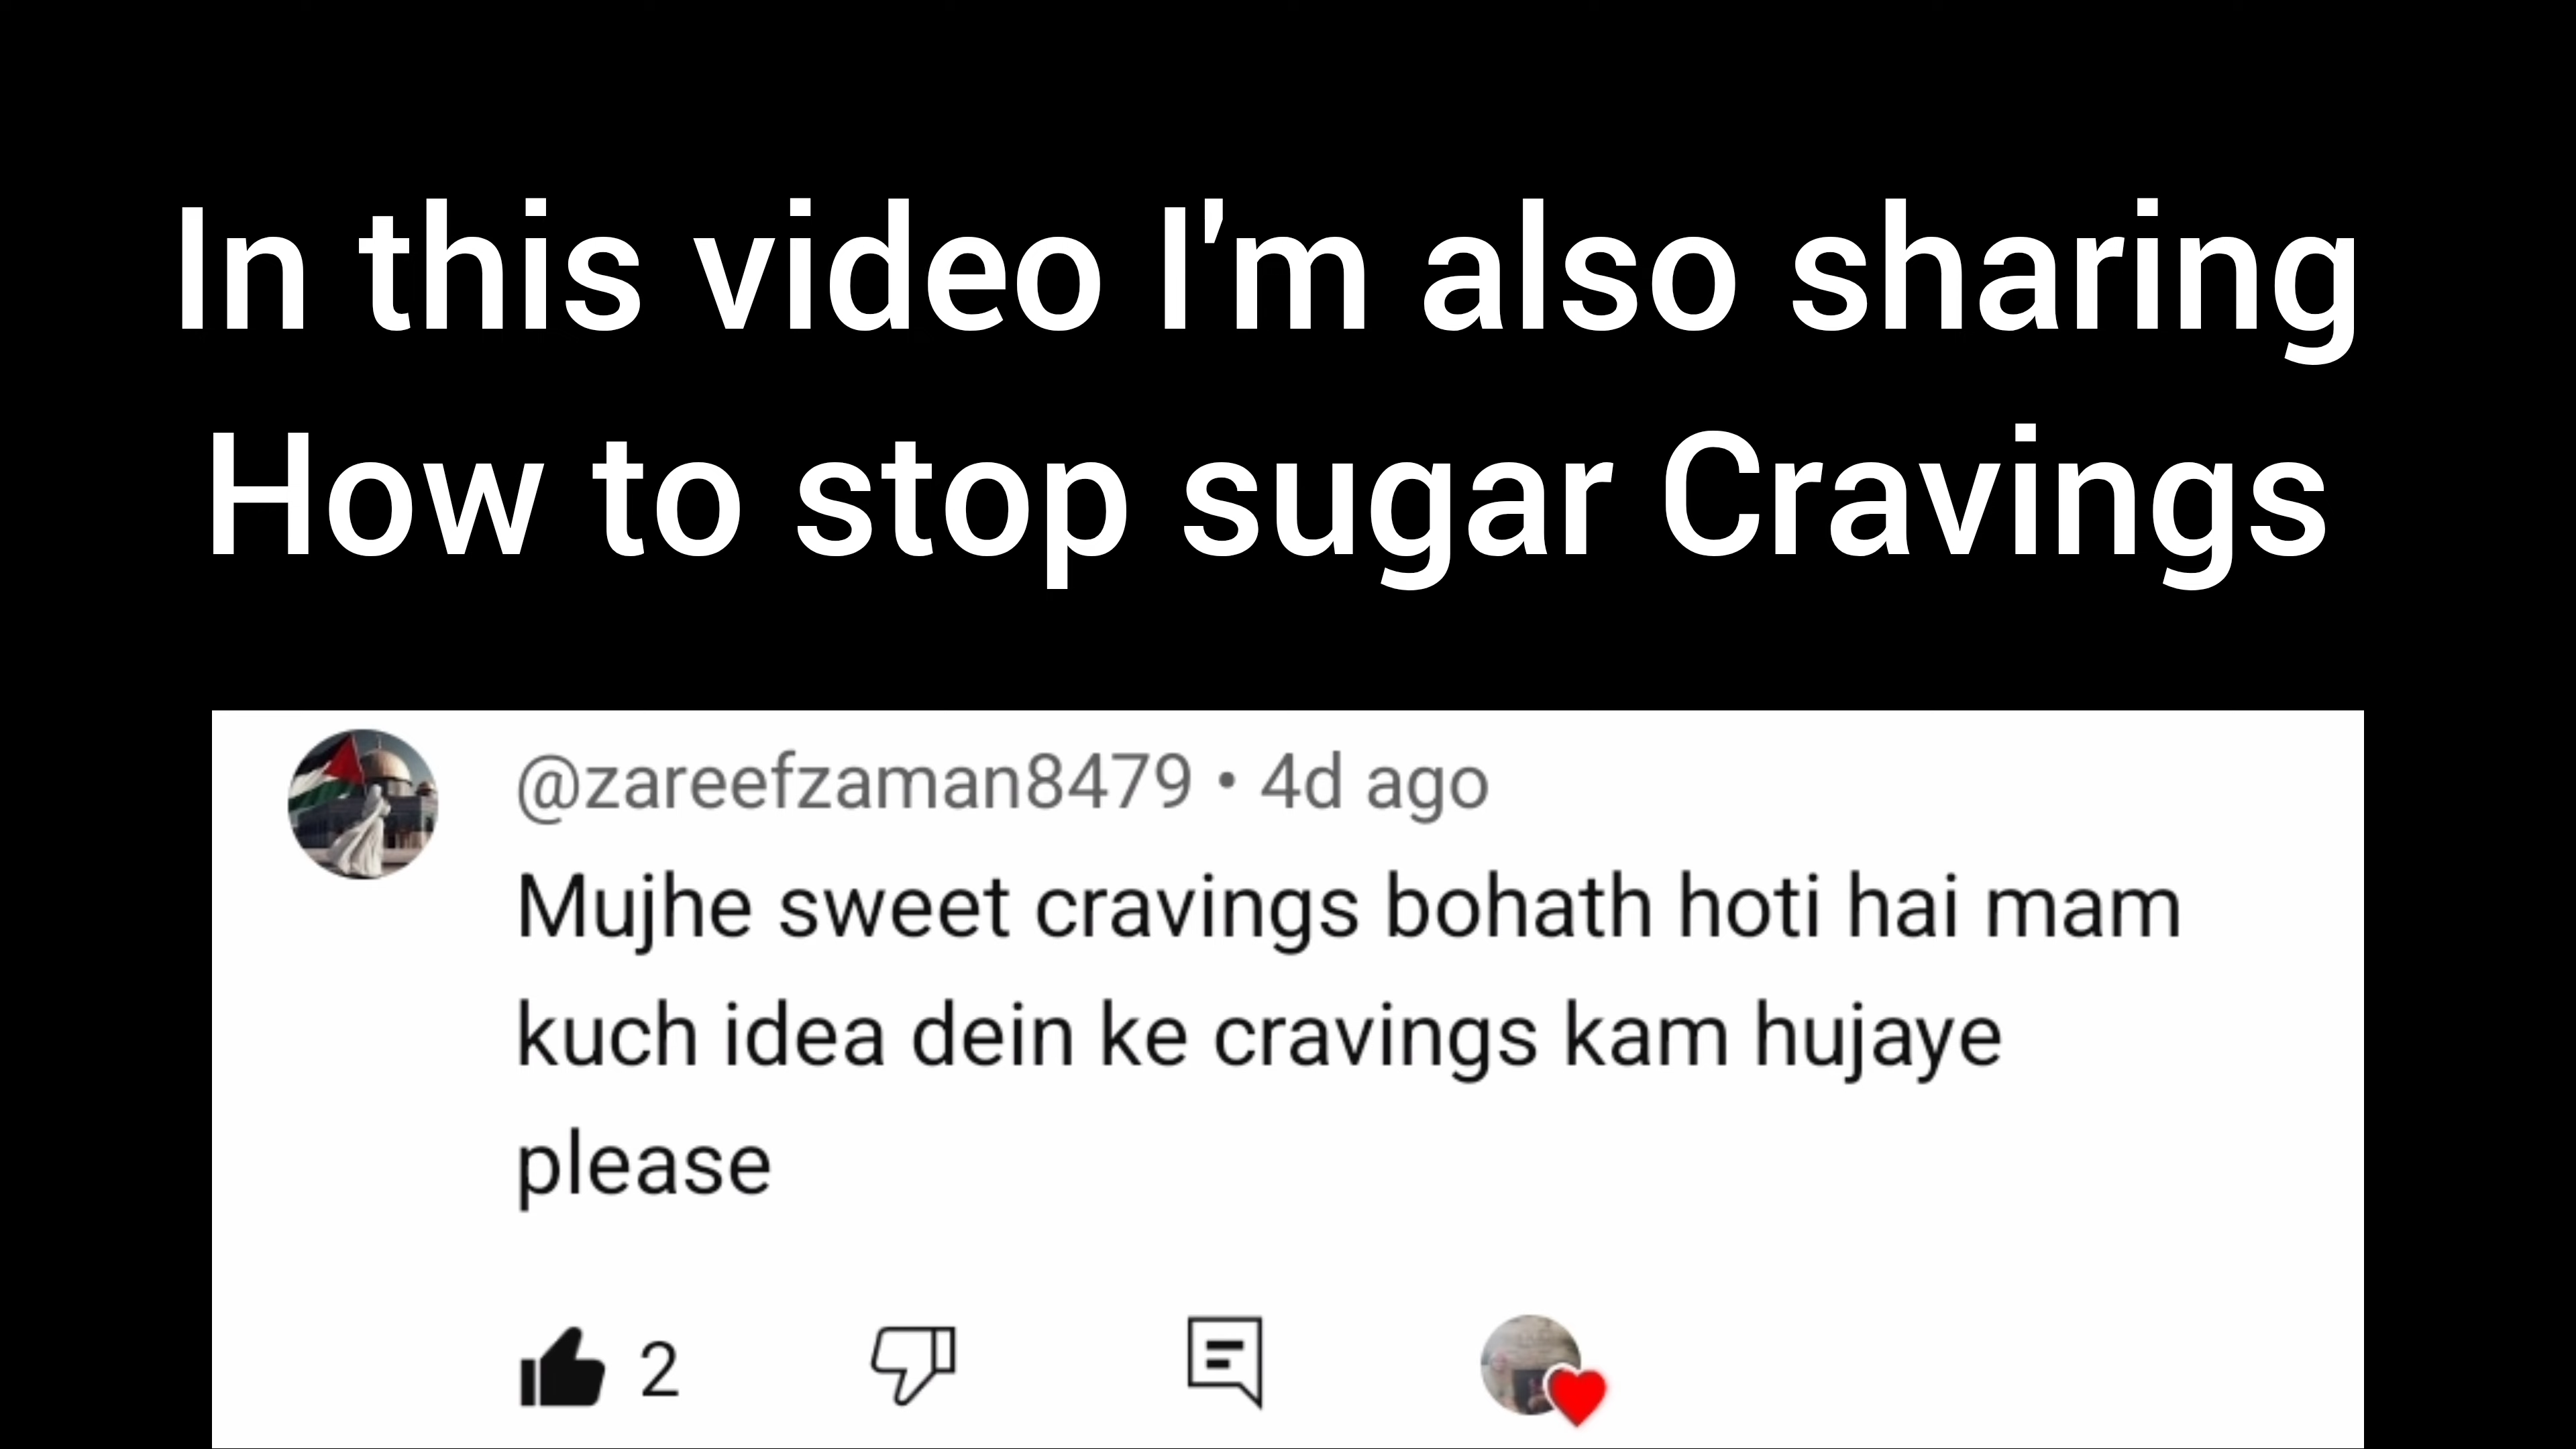 In this video I'm also sharing
How to stop sugar Cravings
@zareefzaman8479 • 4d ago
Mujhe sweet cravings bohath hoti hai mam
kuch idea dein ke cravings kam hujaye
please
2